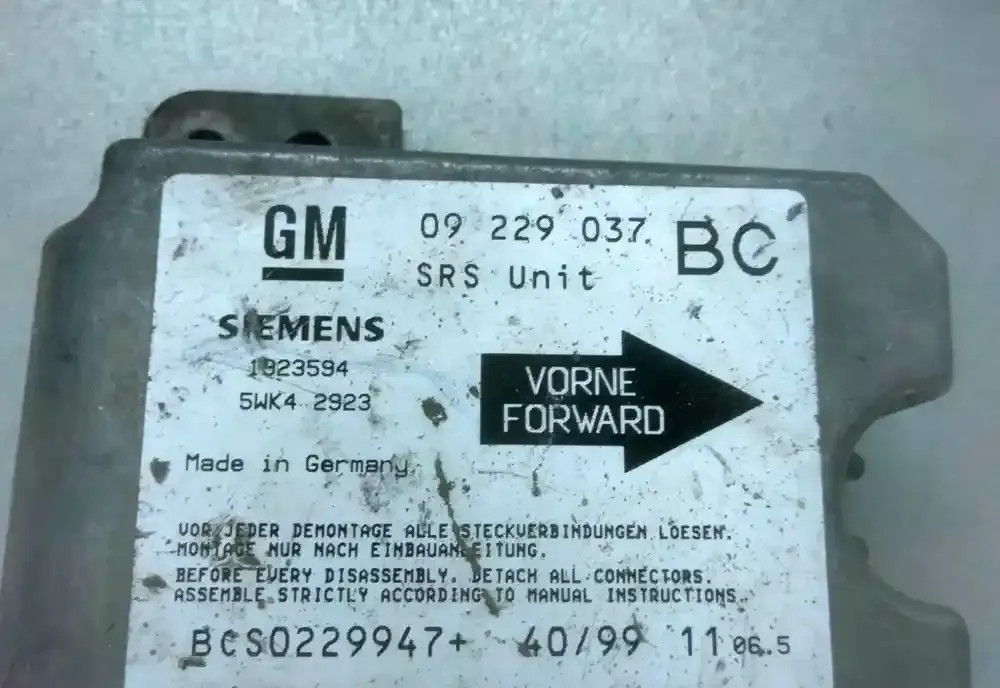 GM 09 229 037 BC
SRS Unit
SIEMENS
1923594
5WK4 2923
VORNE
FORWARD
Made in Germany
VOR JEDER DEMONTAGE ALLE STECKVERBINDUNGEN LOESEN.
MONTAGE NUR NACH EINBAUANLEITUNG.
BEFORE EVERY DISASSEMBLY. DETACH ALL CONNECTORS.
ASSEMBLE STRICTLY ACCORDING TO MANUAL INSTRUCTIONS.
BCS0229947+ 40/99 11 06.5